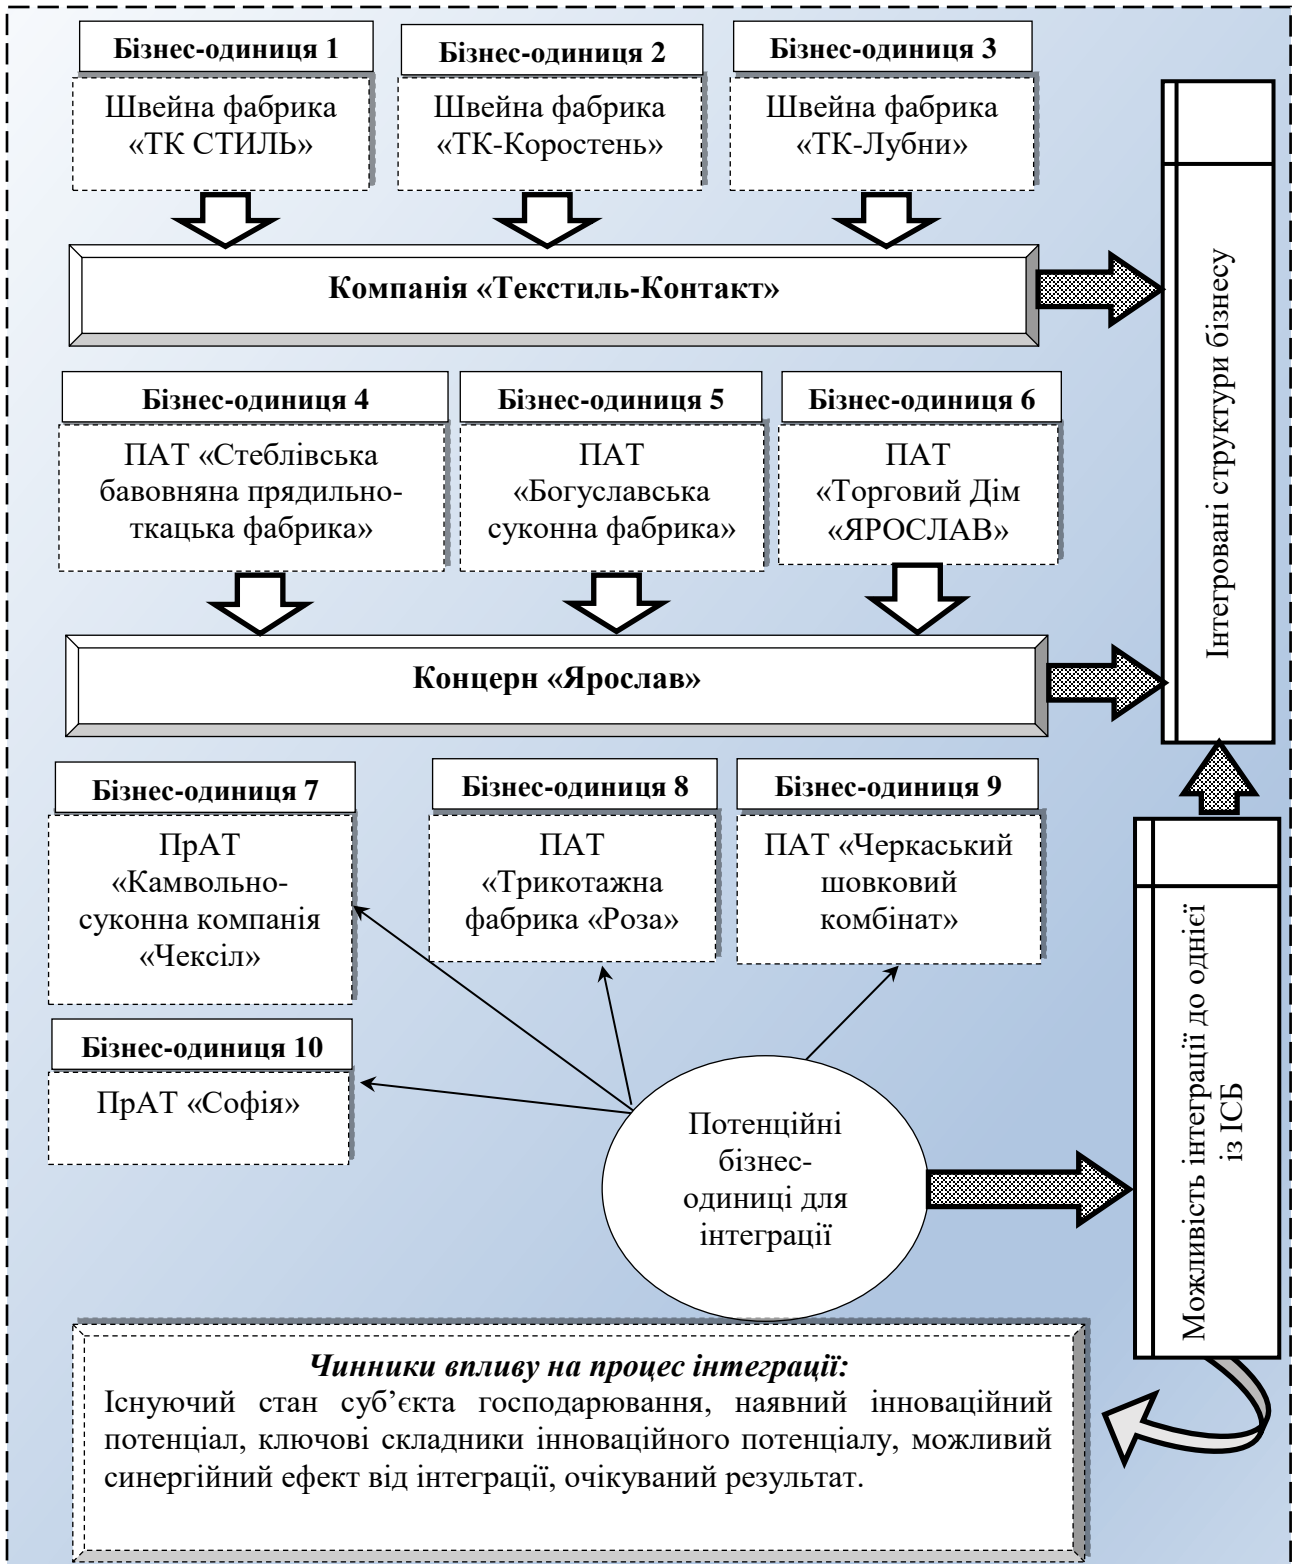 Бізнес-одиниця 1
Швейна фабрика
«ТК СТИЛЬ»
Бізнес-одиниця 2
Швейна фабрика
«ТК-Коростень»
Бізнес-одиниця 3
Швейна фабрика
«ТК-Лубни»
Компанія «Текстиль-Контакт»
Інтегровані структури бізнесу
Бізнес-одиниця 4
ПАТ «Стеблівська
бавовняна прядильно-
ткацька фабрика»
Бізнес-одиниця 5
ПАТ
«Богуславська
суконна фабрика»
Бізнес-одиниця 6
ПАТ
«Торговий Дім
«ЯРОСЛАВ»
Концерн «Ярослав»
Бізнес-одиниця 7
ПрАТ
«Камвольно-
суконна компанія
«Чексіл»
Бізнес-одиниця 8
ПАТ
«Трикотажна
фабрика «Роза»
Бізнес-одиниця 9
ПАТ «Черкаський
шовковий
комбінат»
Бізнес-одиниця 10
ПрАТ «Софія»
Потенційні
бізнес-
одиниці для
інтеграції
Можливість інтеграції до однієї
із ІСБ
Чинники впливу на процес інтеграції:
Існуючий стан суб’єкта господарювання, наявний інноваційний
потенціал, ключові складники інноваційного потенціалу, можливий
синергійний ефект від інтеграції, очікуваний результат.